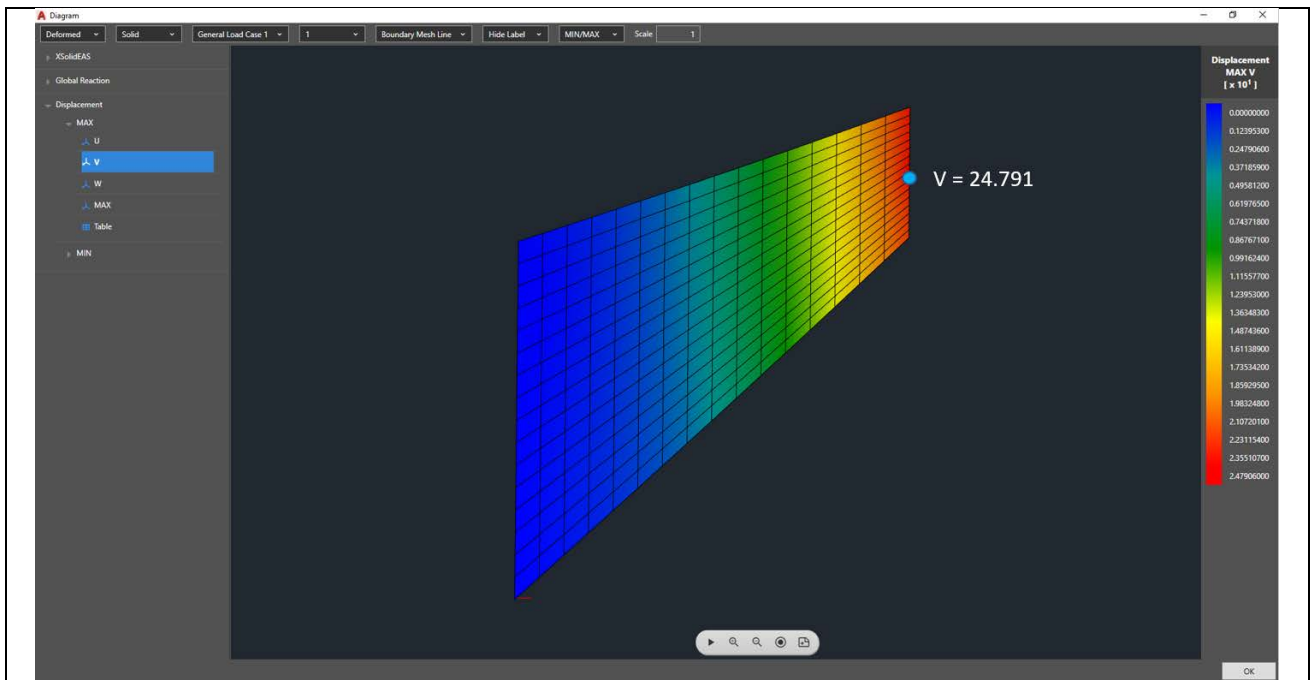 Diagram
Deformed Solid General Load Case 1 1 Boundary Mesh Line Hide Label MIN/MAX Scale 1
XSolidEAS
Global Reaction
Displacement
MAX
U
V
W
MAX
Table
MIN
V = 24.791
Displacement
MAX V
[ x 10¹ ]
0.00000000
0.12395300
0.24790600
0.37185900
0.49581200
0.61976500
0.74371800
0.86767100
0.99162400
1.11557700
1.23953000
1.36348300
1.48743600
1.61138900
1.73534200
1.85929500
1.98324800
2.10720100
2.23115400
2.35510700
2.47906000
OK